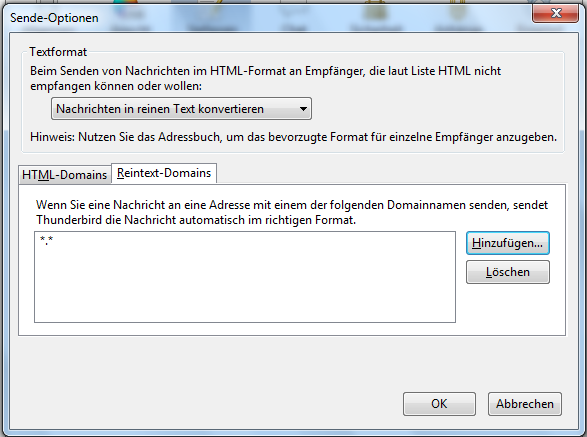 Sende-Optionen
Textformat
Beim Senden von Nachrichten im HTML-Format an Empfänger, die laut Liste HTML nicht
empfangen können oder wollen:
Nachrichten in reinen Text konvertieren
Hinweis: Nutzen Sie das Adressbuch, um das bevorzugte Format für einzelne Empfänger anzugeben.
HTML-Domains
Reintext-Domains
Wenn Sie eine Nachricht an eine Adresse mit einem der folgenden Domainnamen senden, sendet
Thunderbird die Nachricht automatisch im richtigen Format.
*.*
Hinzufügen...
Löschen
OK
Abbrechen